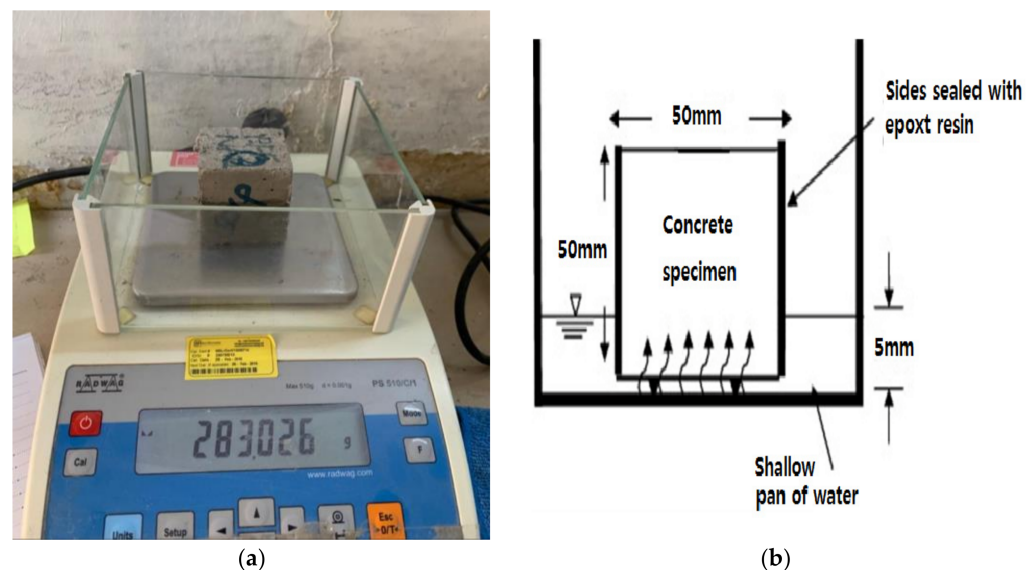 RADWAG
Max 510g d = 0.001g
PS 510/C/1
283.026 g
www.radwag.com
Mode
F
Cal
Units
Setup
Esc
>0/T<
(a)
50mm
Sides sealed with
epoxt resin
Concrete
specimen
50mm
5mm
Shallow
pan of water
(b)